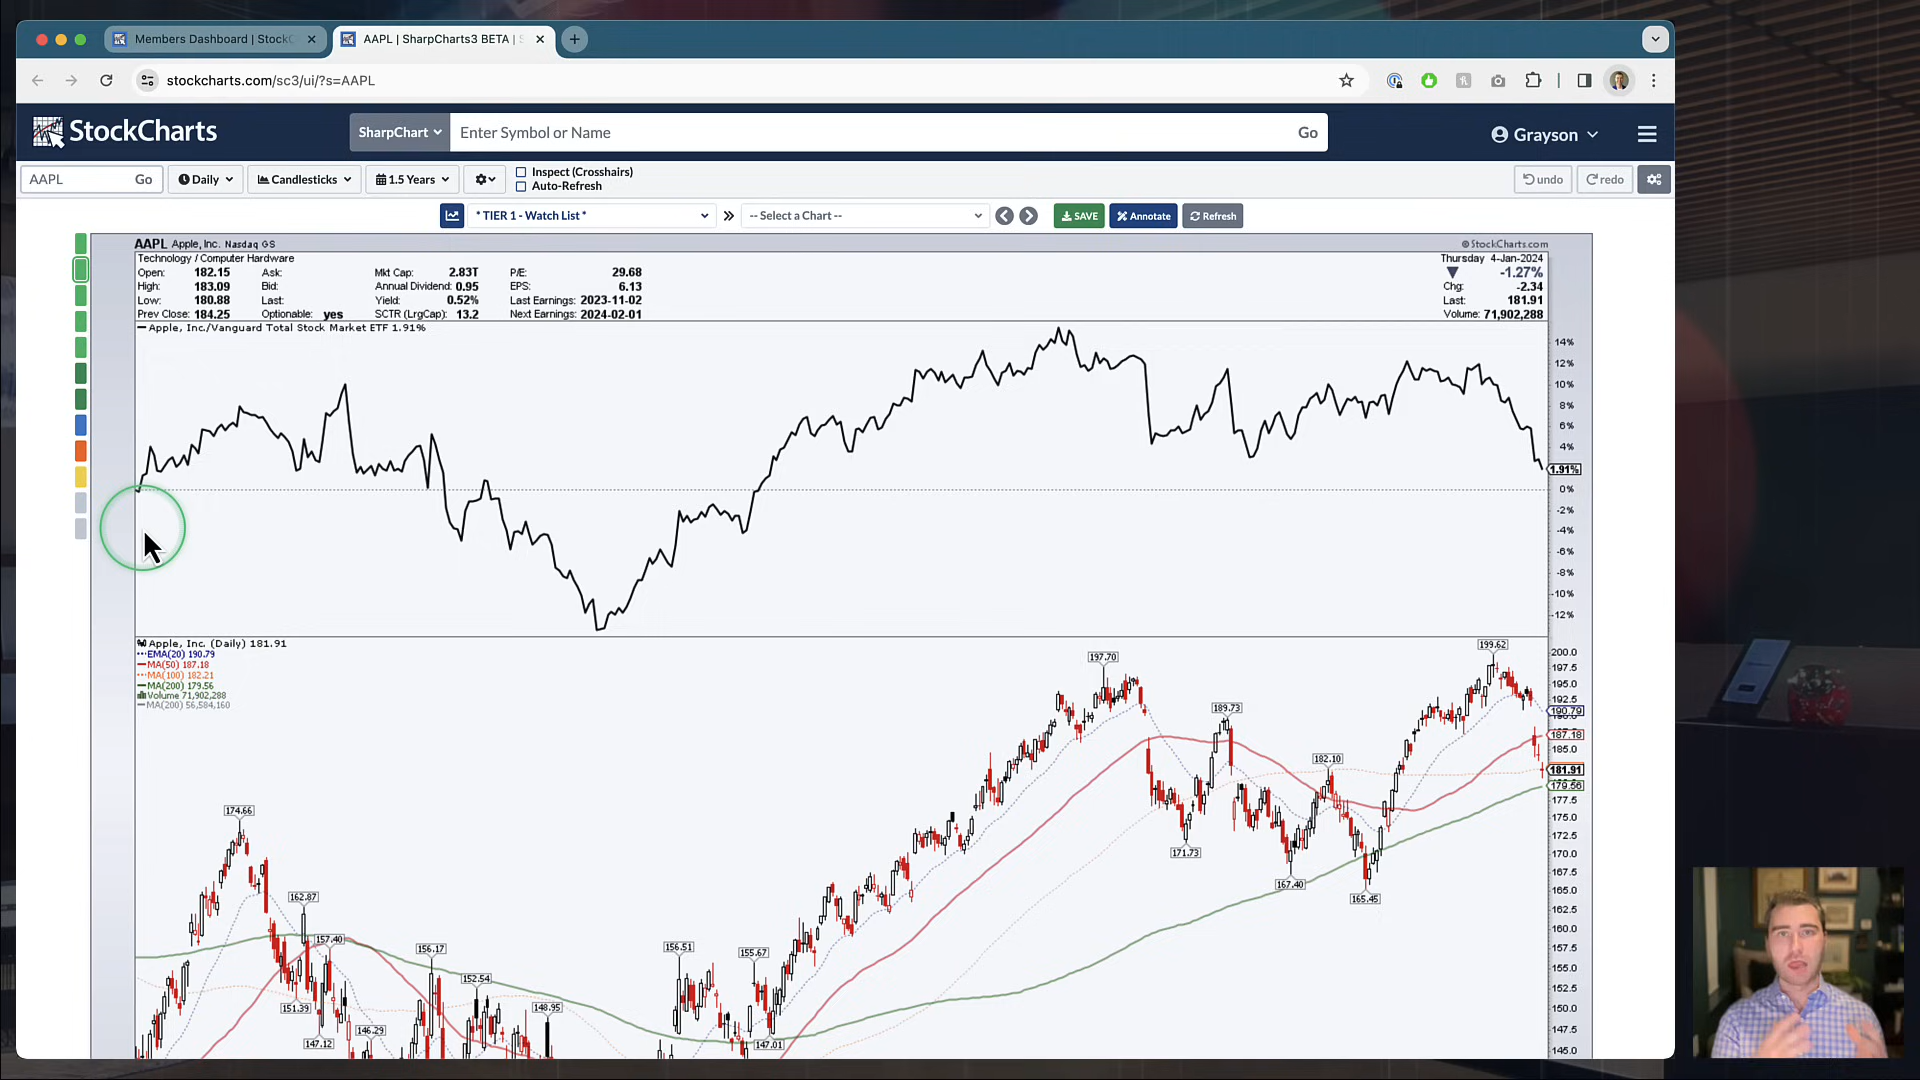 Members Dashboard | StockC
AAPL | SharpCharts3 BETA |
stockcharts.com/sc3/ui/?s=AAPL
StockCharts
SharpChart
Enter Symbol or Name
Go
Grayson
AAPL
Go
Daily
Candlesticks
1.5 Years
Inspect (Crosshairs)
Auto-Refresh
undo
redo
* TIER 1 - Watch List *
-- Select a Chart --
SAVE
Annotate
Refresh
AAPL Apple, Inc. Nasdaq GS
© StockCharts.com
Technology / Computer Hardware
Thursday 4-Jan-2024
Open: 182.15 Ask: Mkt Cap: 2.83T P/E: 29.68
-1.27%
High: 183.09 Bid: Annual Dividend: 0.95 EPS: 6.13
Chg: -2.34
Low: 180.88 Last: Yield: 0.52% Last Earnings: 2023-11-02
Last: 181.91
Prev Close: 184.25 Optionable: yes SCTR (LrgCap): 13.2 Next Earnings: 2024-02-01
Volume: 71,902,288
Apple, Inc./Vanguard Total Stock Market ETF 1.91%
14%
12%
10%
8%
6%
4%
1.91%
0%
-2%
-4%
-6%
-8%
-10%
-12%
Apple, Inc. (Daily) 181.91
EMA(20) 190.79
MA(50) 187.18
MA(100) 182.21
MA(200) 179.56
Volume 71,902,288
MA(200) 56,584,160
174.66
162.87
157.40
151.39
147.12
146.29
156.17
152.54
148.95
156.51
155.67
147.01
197.70
171.73
189.73
167.40
182.10
165.45
199.62
200.0
197.5
195.0
192.5
190.79
187.18
185.0
181.91
179.56
177.5
175.0
172.5
170.0
167.5
165.0
162.5
160.0
157.5
155.0
152.5
150.0
147.5
145.0